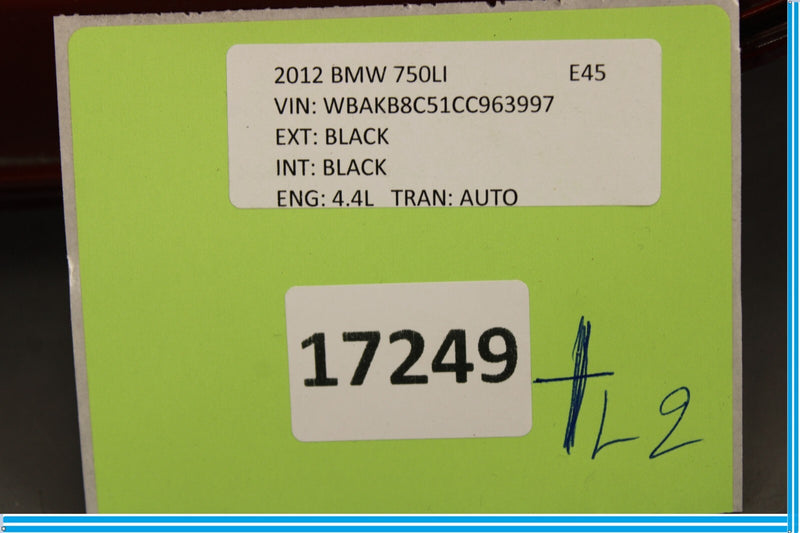 2012 BMW 750LI E45
VIN: WBAKB8C51CC963997
EXT: BLACK
INT: BLACK
ENG: 4.4L TRAN: AUTO
17249
L2